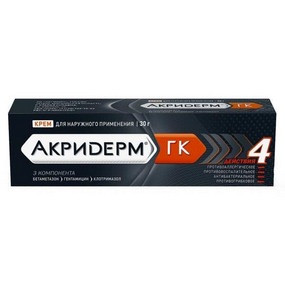 КРЕМ ДЛЯ НАРУЖНОГО ПРИМЕНЕНИЯ 30 г
АКРИДЕРМ® ГК
4 ДЕЙСТВИЯ
ПРОТИВОАЛЛЕРГИЧЕСКОЕ
ПРОТИВОВОСПАЛИТЕЛЬНОЕ
АНТИБАКТЕРИАЛЬНОЕ
ПРОТИВОГРИБКОВОЕ
3 КОМПОНЕНТА
БЕТАМЕТАЗОН ГЕНТАМИЦИН КЛОТРИМАЗОЛ